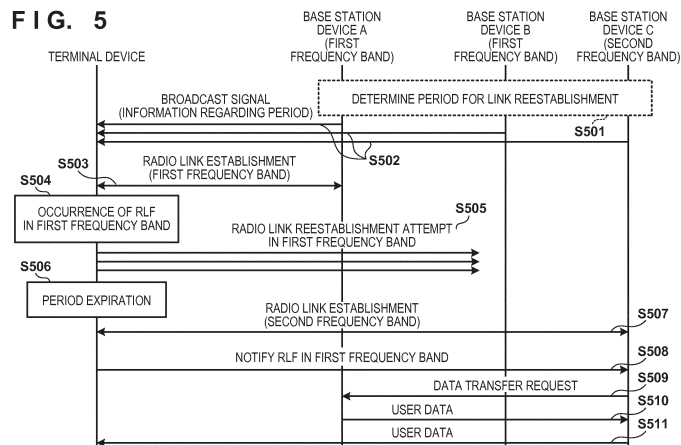 FIG. 5
TERMINAL DEVICE
BASE STATION
DEVICE A
(FIRST
FREQUENCY BAND)
BASE STATION
DEVICE B
(FIRST
FREQUENCY BAND)
BASE STATION
DEVICE C
(SECOND
FREQUENCY BAND)
DETERMINE PERIOD FOR LINK REESTABLISHMENT
S501
BROADCAST SIGNAL
(INFORMATION REGARDING PERIOD)
S502
S503
RADIO LINK ESTABLISHMENT
(FIRST FREQUENCY BAND)
S504
OCCURRENCE OF RLF
IN FIRST FREQUENCY BAND
S505
RADIO LINK REESTABLISHMENT ATTEMPT
IN FIRST FREQUENCY BAND
S506
PERIOD EXPIRATION
RADIO LINK ESTABLISHMENT
(SECOND FREQUENCY BAND)
S507
NOTIFY RLF IN FIRST FREQUENCY BAND
S508
DATA TRANSFER REQUEST
S509
USER DATA
S510
USER DATA
S511